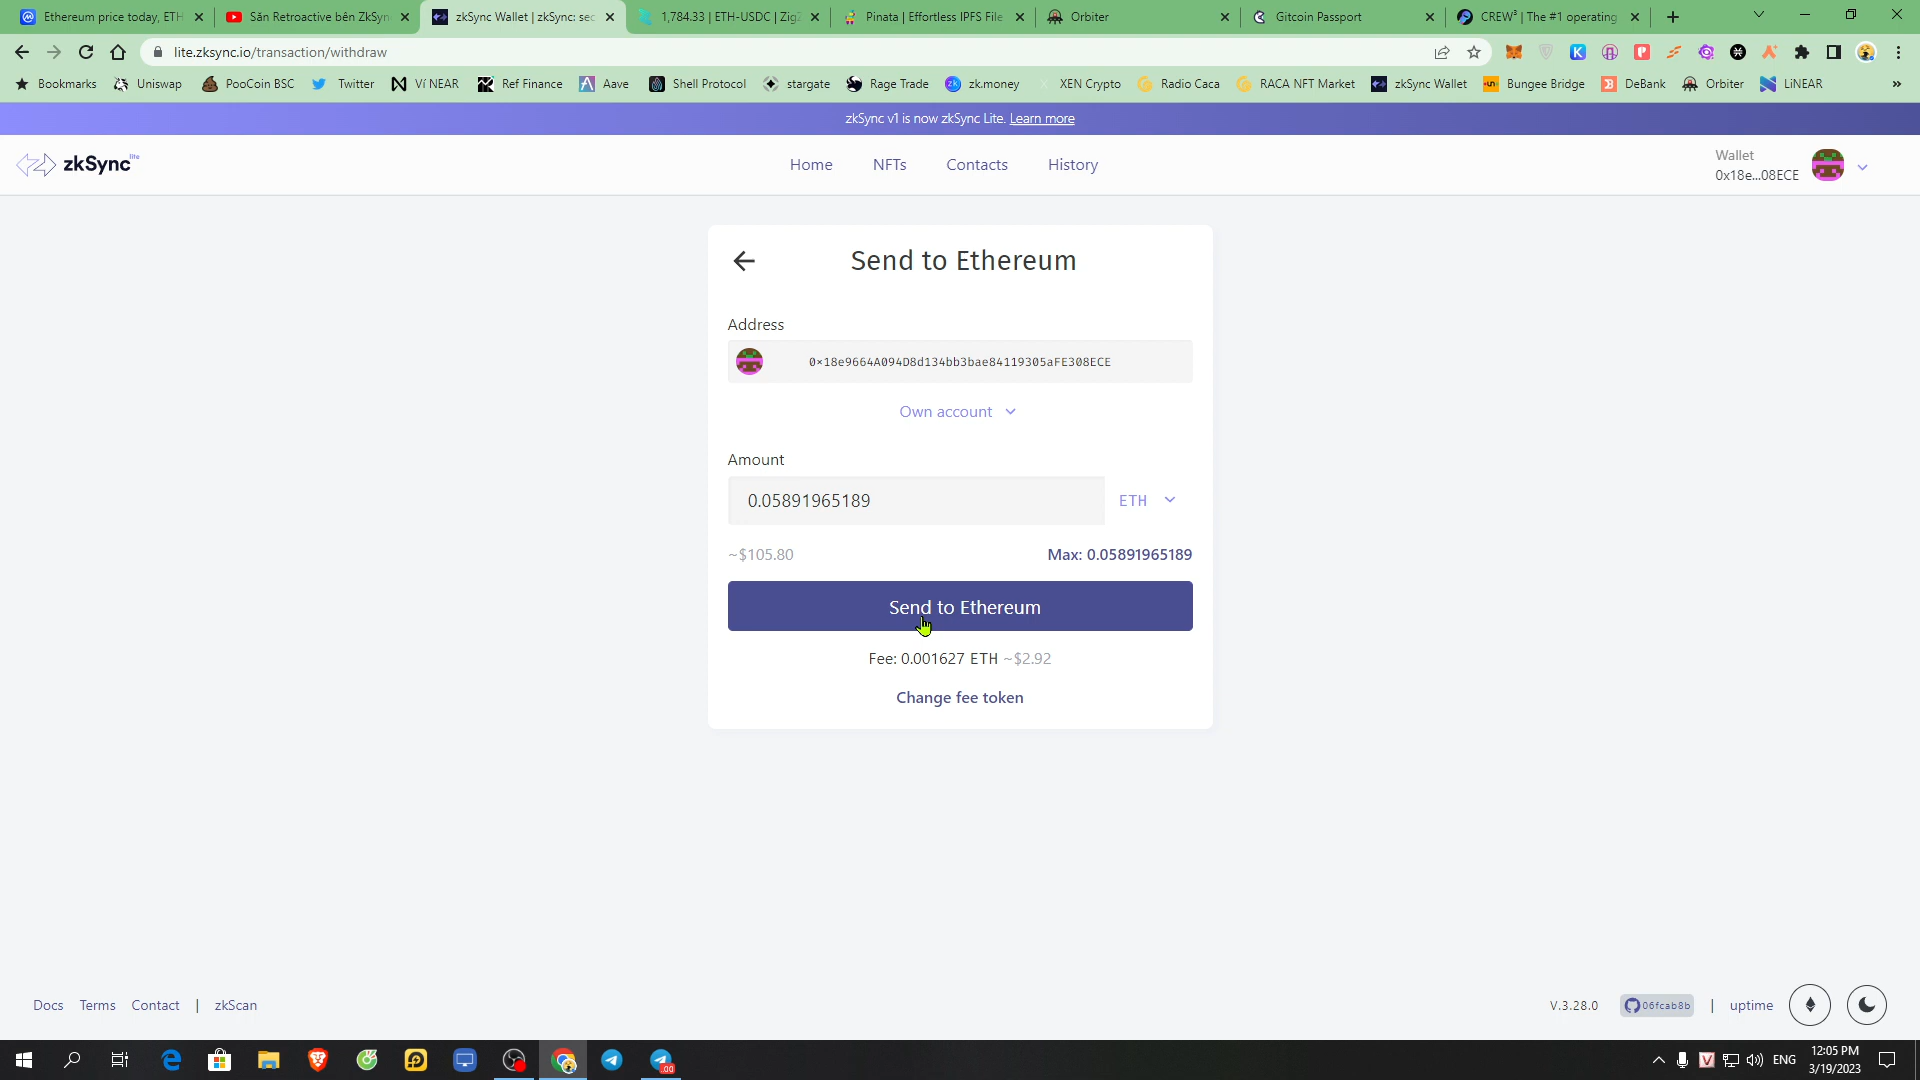 Ethereum price today, ETH
Săn Retroactive bên ZkSyn
zkSync Wallet | zkSync: sec
1,784.33 | ETH-USDC | Zig
Pinata | Effortless IPFS File
Orbiter
Gitcoin Passport
CREW³ | The #1 operating
lite.zksync.io/transaction/withdraw
Bookmarks
Uniswap
PooCoin BSC
Twitter
Ví NEAR
Ref Finance
Aave
Shell Protocol
stargate
Rage Trade
zk.money
XEN Crypto
Radio Caca
RACA NFT Market
zkSync Wallet
Bungee Bridge
DeBank
Orbiter
LiNEAR
»
zkSync v1 is now zkSync Lite. Learn more
zkSync lite
Home
NFTs
Contacts
History
Wallet
0x18e...08ECE
Send to Ethereum
Address
0×18e9664A094D8d134bb3bae84119305aFE308ECE
Own account
Amount
0.05891965189
ETH
~$105.80
Max: 0.05891965189
Send to Ethereum
Fee: 0.001627 ETH ~$2.92
Change fee token
Docs
Terms
Contact
|
zkScan
V.3.28.0
06fcab8b
|
uptime
ENG
12:05 PM
3/19/2023